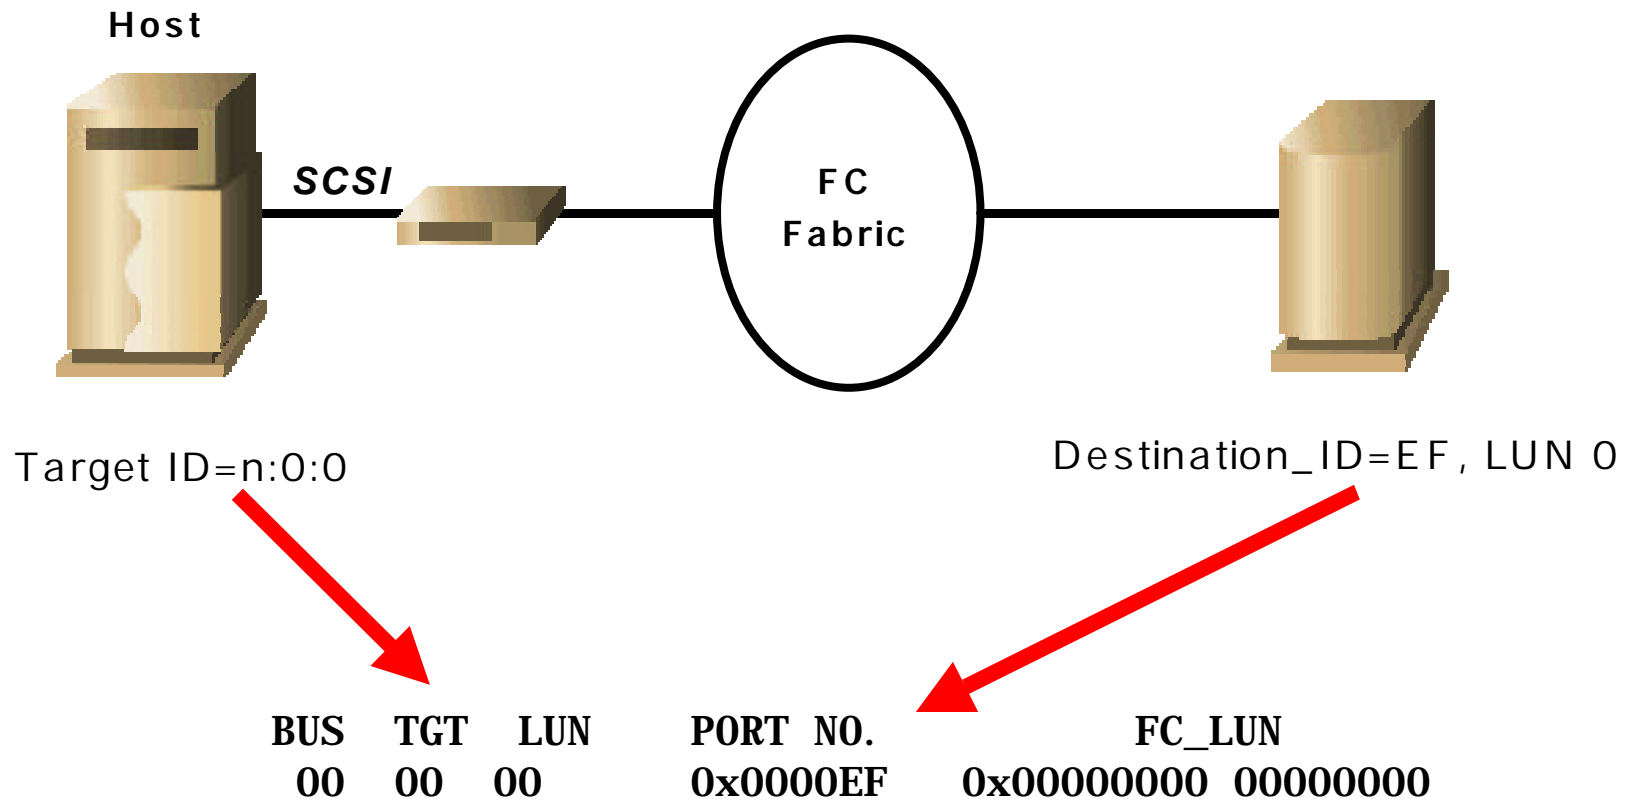 Host
SCSI
FC
Fabric
Target ID=n:0:0
Destination_ID=EF, LUN 0
BUS TGT LUN PORT NO. FC_LUN
00 00 00 0x0000EF 0x00000000 00000000